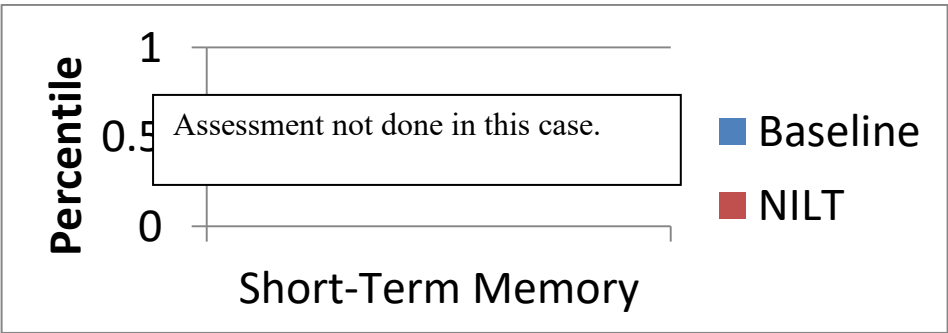 Percentile
1
0.5
0
Assessment not done in this case.
Short-Term Memory
Baseline
NILT